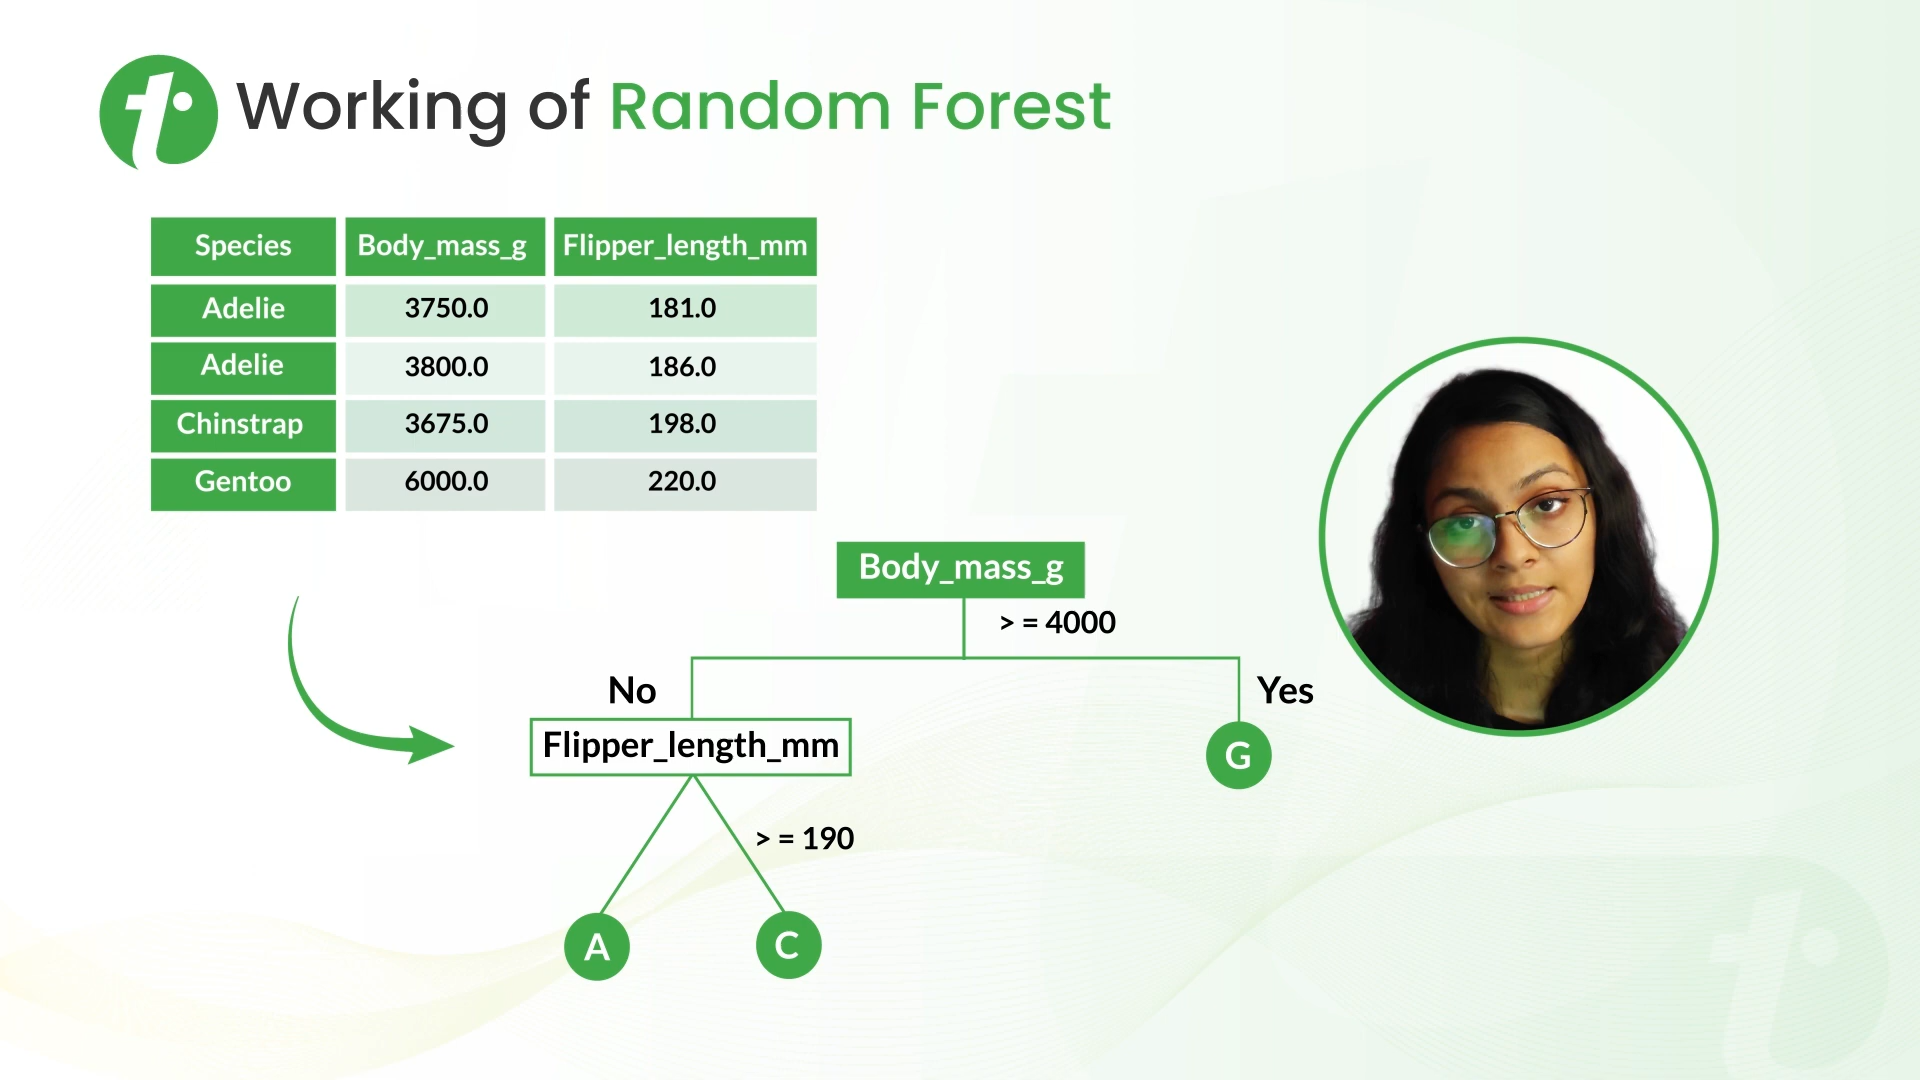 Working of Random Forest
Species Body_mass_g Flipper_length_mm
Adelie 3750.0 181.0
Adelie 3800.0 186.0
Chinstrap 3675.0 198.0
Gentoo 6000.0 220.0
Body_mass_g
> = 4000
No Yes
Flipper_length_mm
G
> = 190
A C